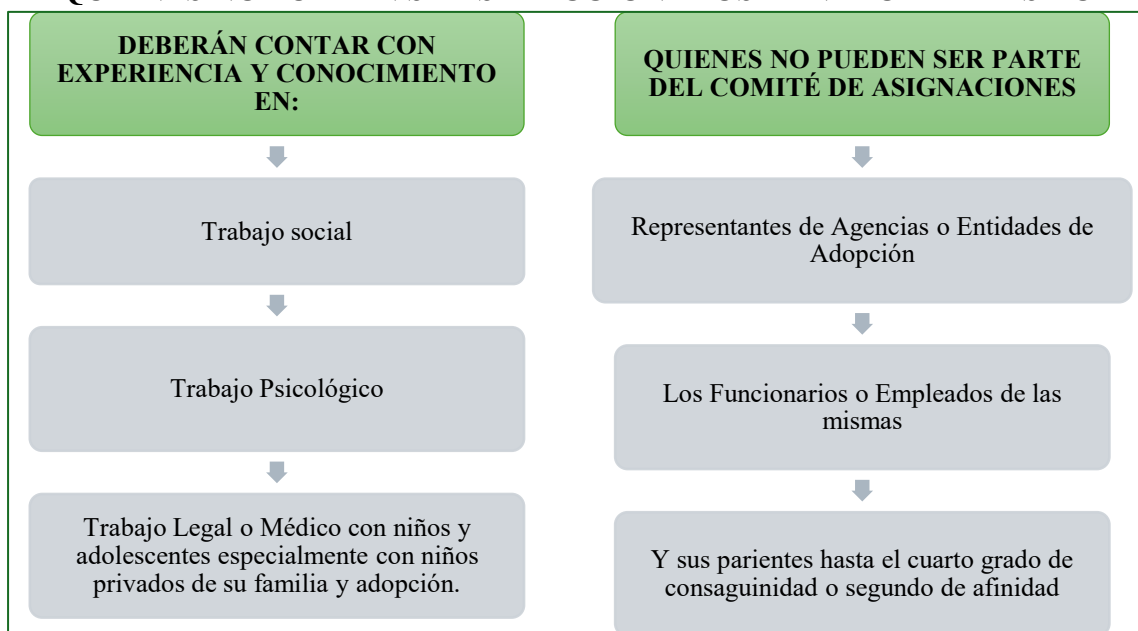 DEBERÁN CONTAR CON
EXPERIENCIA Y CONOCIMIENTO
EN:
Trabajo social
Trabajo Psicológico
Trabajo Legal o Médico con niños y
adolescentes especialmente con niños
privados de su familia y adopción.
QUIENES NO PUEDEN SER PARTE
DEL COMITÉ DE ASIGNACIONES
Representantes de Agencias o Entidades de
Adopción
Los Funcionarios o Empleados de las
mismas
Y sus parientes hasta el cuarto grado de
consaguinidad o segundo de afinidad